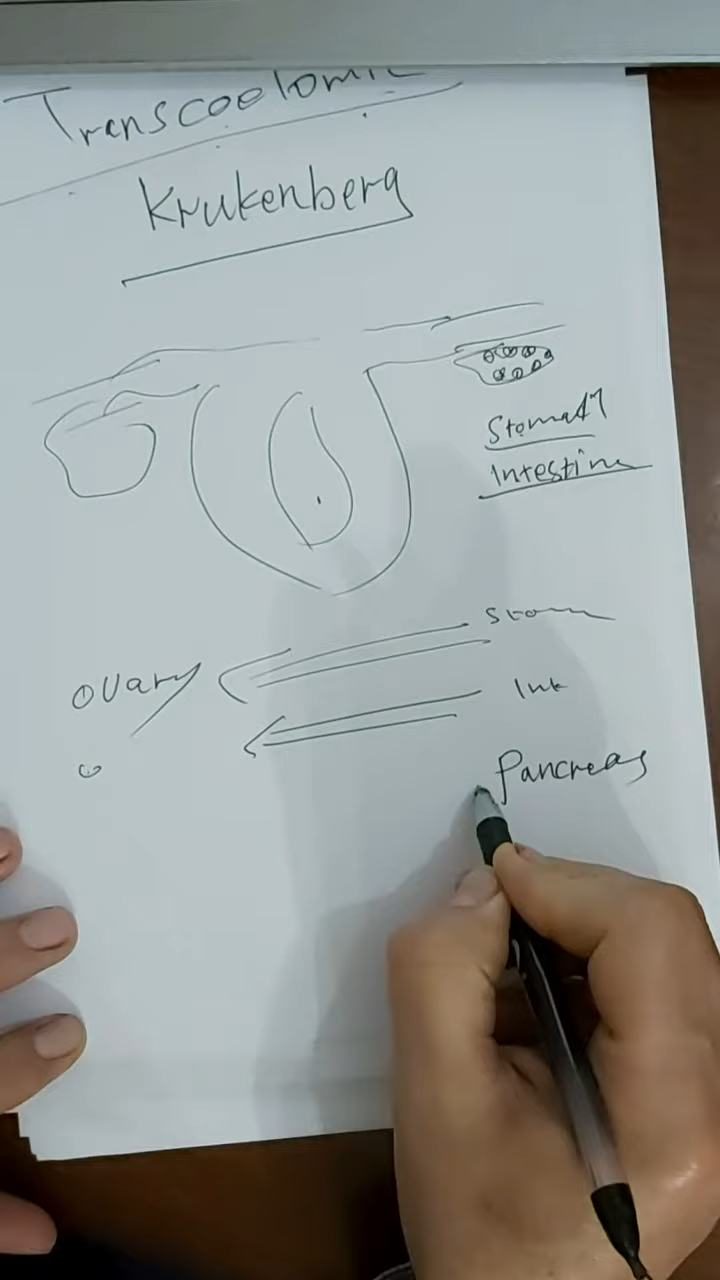 Transcoelomic
Krukenberg
Stomach
Intestine
Stom
ovary
Int
Pancreas